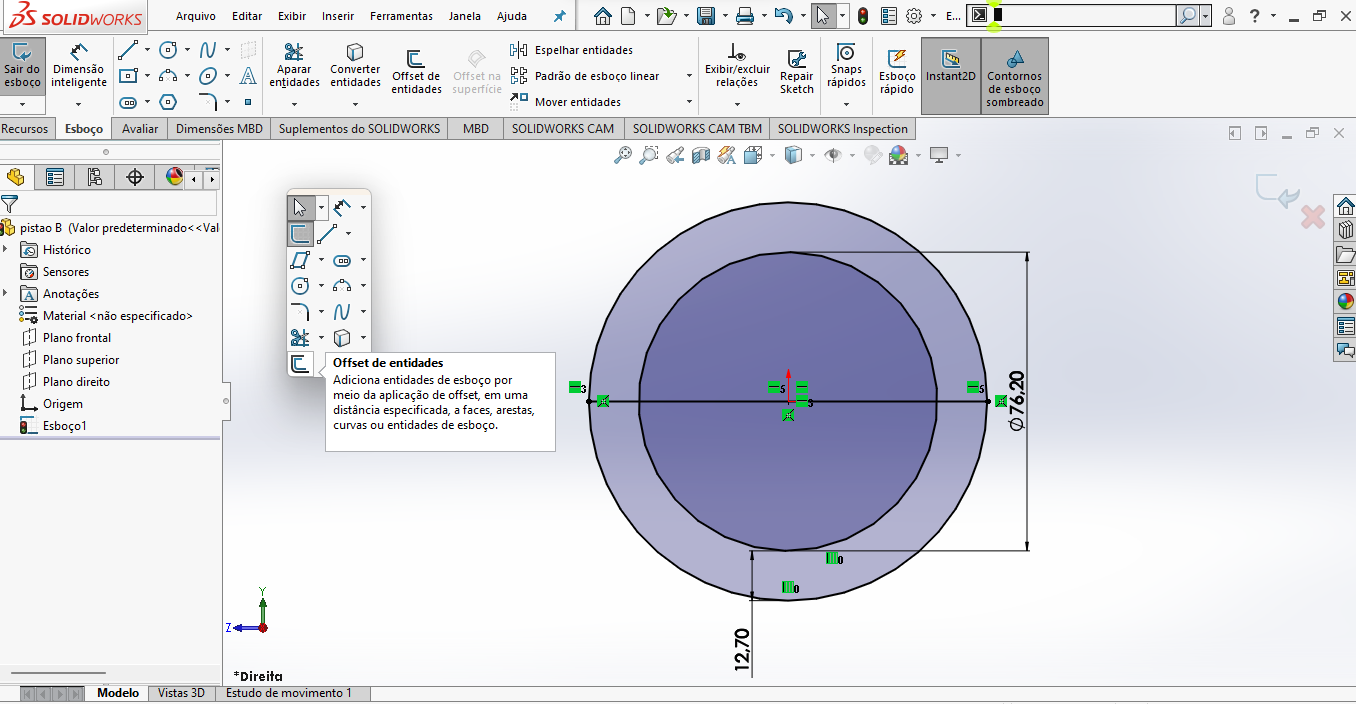 SOLIDWORKS
Arquivo Editar Exibir Inserir Ferramentas Janela Ajuda
E... ?
Sair do esboço
Dimensão inteligente
Aparar entidades
Converter entidades
Offset de entidades
Offset na superfície
Espelhar entidades
Padrão de esboço linear
Mover entidades
Exibir/excluir relações
Repair Sketch
Snaps rápidos
Esboço rápido
Instant2D
Contornos de esboço sombreado
Recursos Esboço Avaliar Dimensões MBD Suplementos do SOLIDWORKS MBD SOLIDWORKS CAM SOLIDWORKS CAM TBM SOLIDWORKS Inspection
pistao B (Valor predeterminado<<Val
Histórico
Sensores
Anotações
Material <não especificado>
Plano frontal
Plano superior
Plano direito
Origem
Esboço1
Offset de entidades
Adiciona entidades de esboço por
meio da aplicação de offset, em uma
distância especificada, a faces, arestas,
curvas ou entidades de esboço.
3 5 5
8
Ø76,20
0
0
12,70
Y
Z
*Direita
Modelo Vistas 3D Estudo de movimento 1